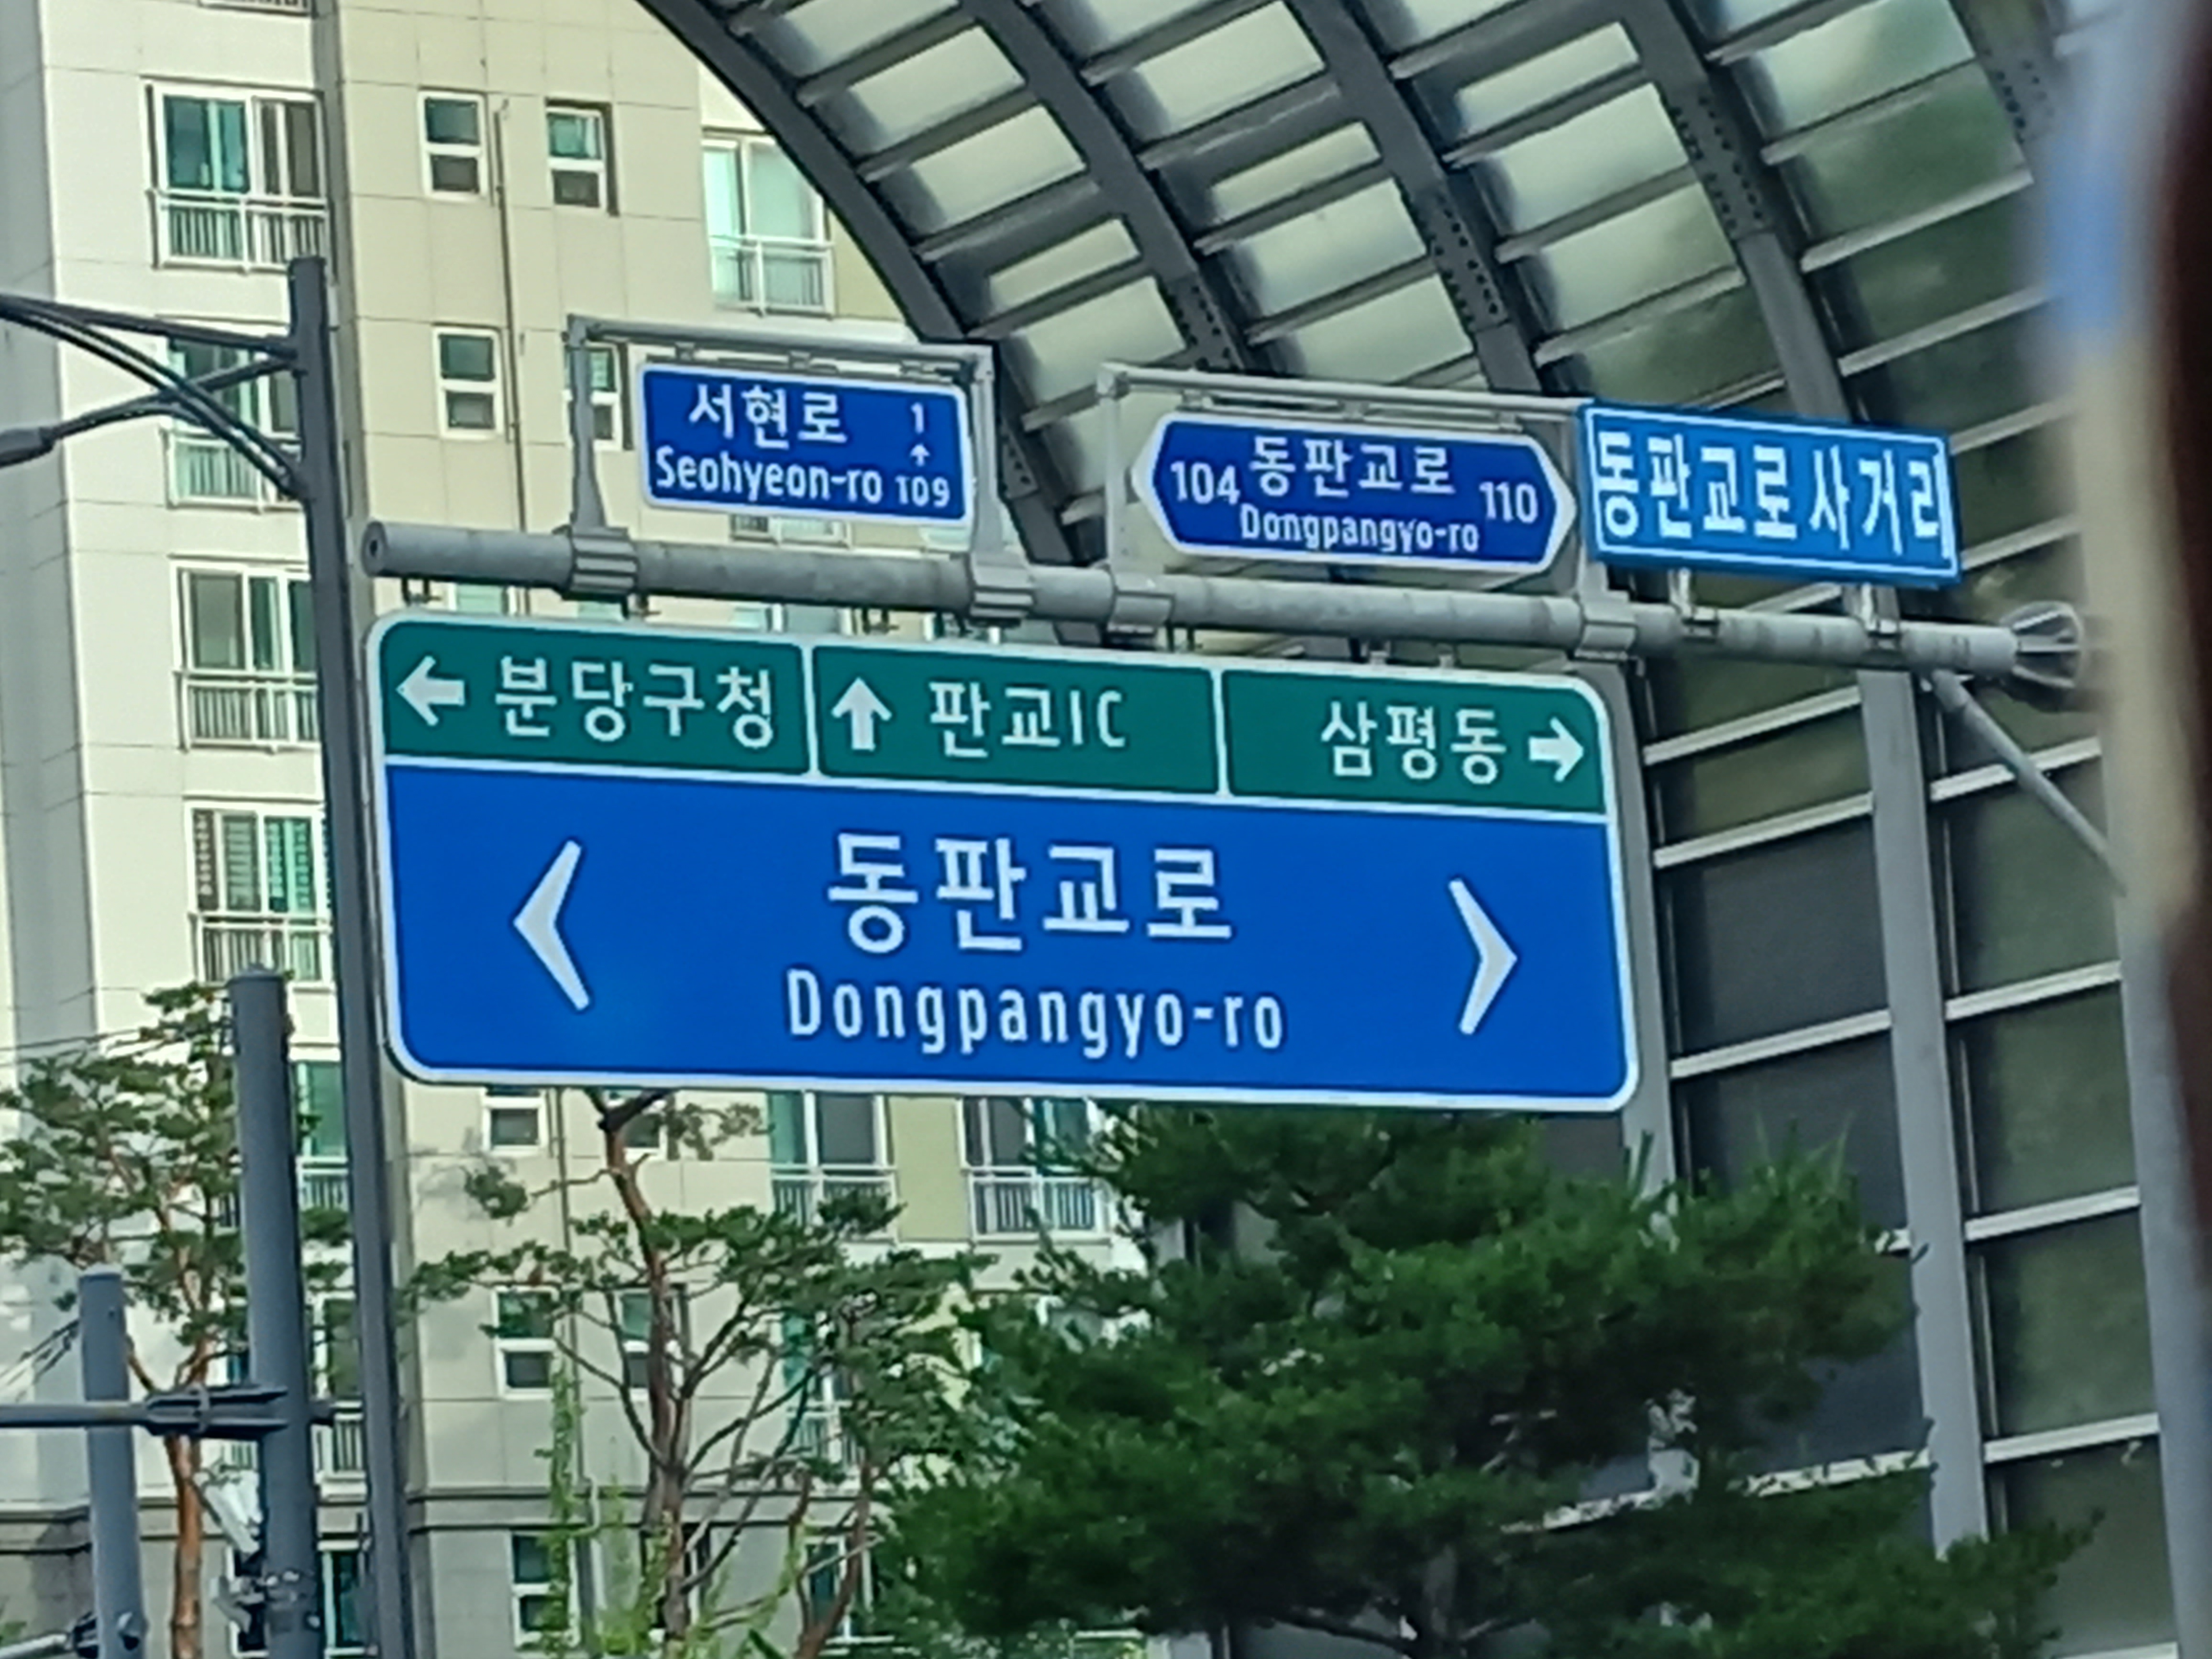 서현로 1
↑
Seohyeon-ro 109
104 동판교로 110
Dongpangyo-ro
동판교로사거리
← 분당구청
↑ 판교IC
삼평동 →
동판교로
Dongpangyo-ro